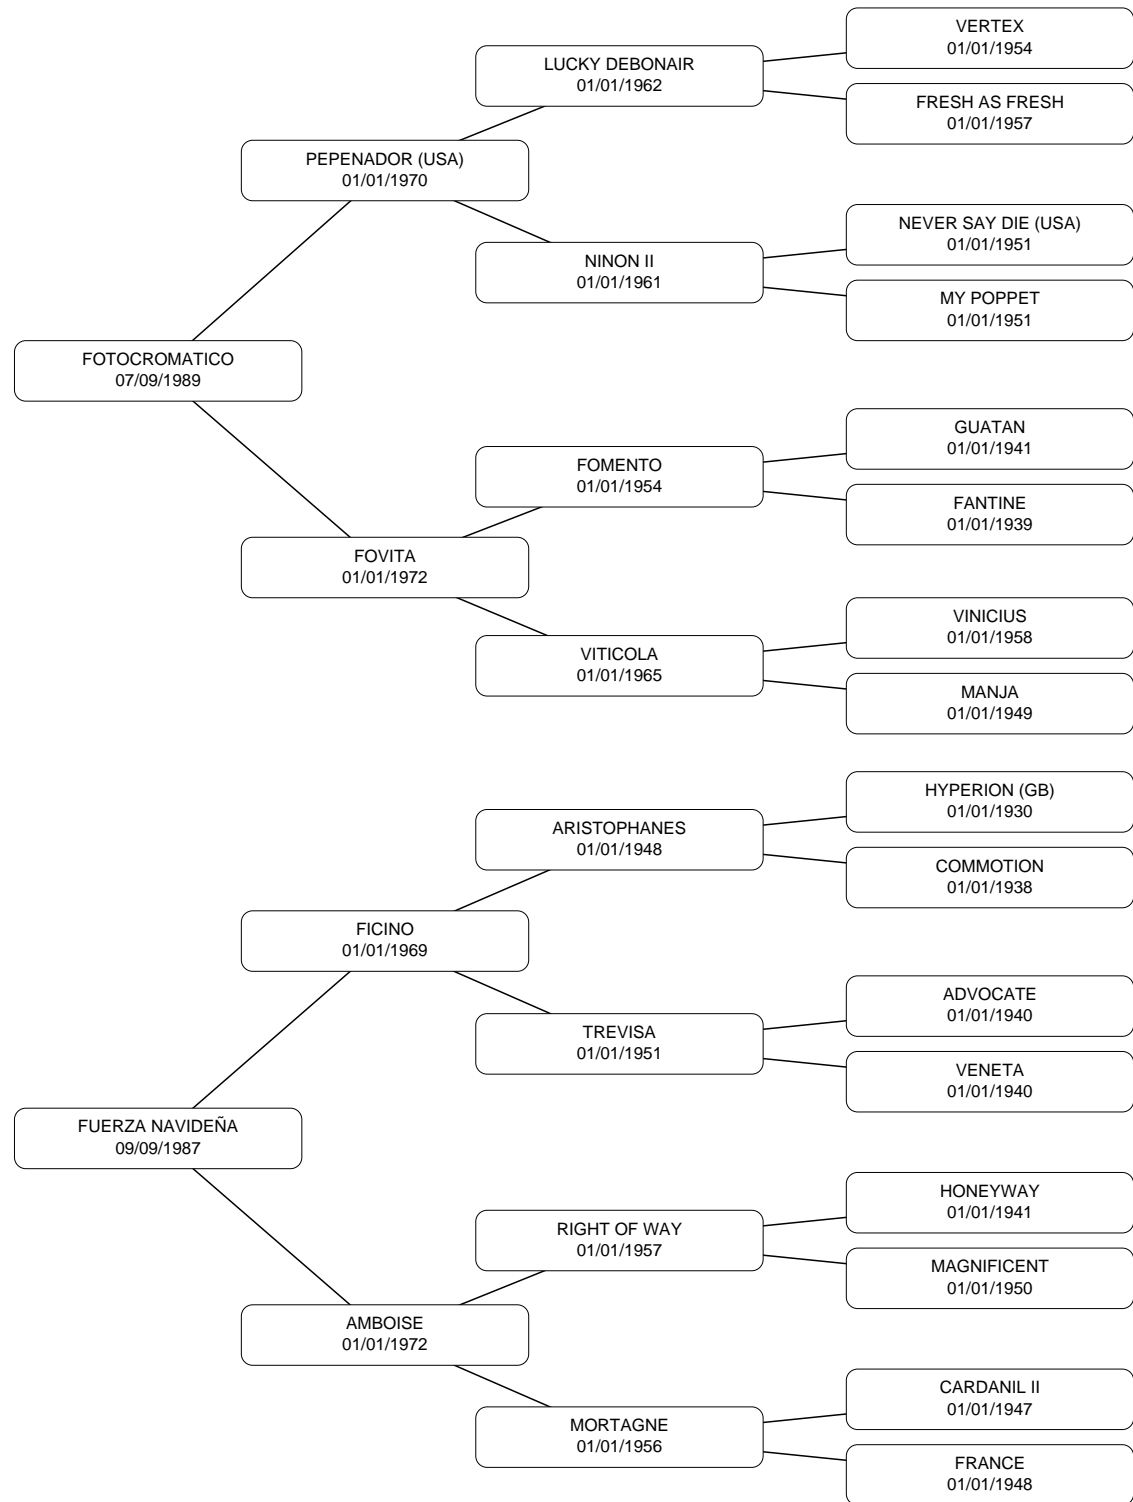 VERTEX
01/01/1954
LUCKY DEBONAIR
01/01/1962
FRESH AS FRESH
01/01/1957
PEPENADOR (USA)
01/01/1970
NEVER SAY DIE (USA)
01/01/1951
NINON II
01/01/1961
MY POPPET
01/01/1951
FOTOCROMATICO
07/09/1989
GUATAN
01/01/1941
FOMENTO
01/01/1954
FANTINE
01/01/1939
FOVITA
01/01/1972
VINICIUS
01/01/1958
VITICOLA
01/01/1965
MANJA
01/01/1949
HYPERION (GB)
01/01/1930
ARISTOPHANES
01/01/1948
COMMOTION
01/01/1938
FICINO
01/01/1969
ADVOCATE
01/01/1940
TREVISA
01/01/1951
VENETA
01/01/1940
FUERZA NAVIDEÑA
09/09/1987
HONEYWAY
01/01/1941
RIGHT OF WAY
01/01/1957
MAGNIFICENT
01/01/1950
AMBOISE
01/01/1972
CARDANIL II
01/01/1947
MORTAGNE
01/01/1956
FRANCE
01/01/1948